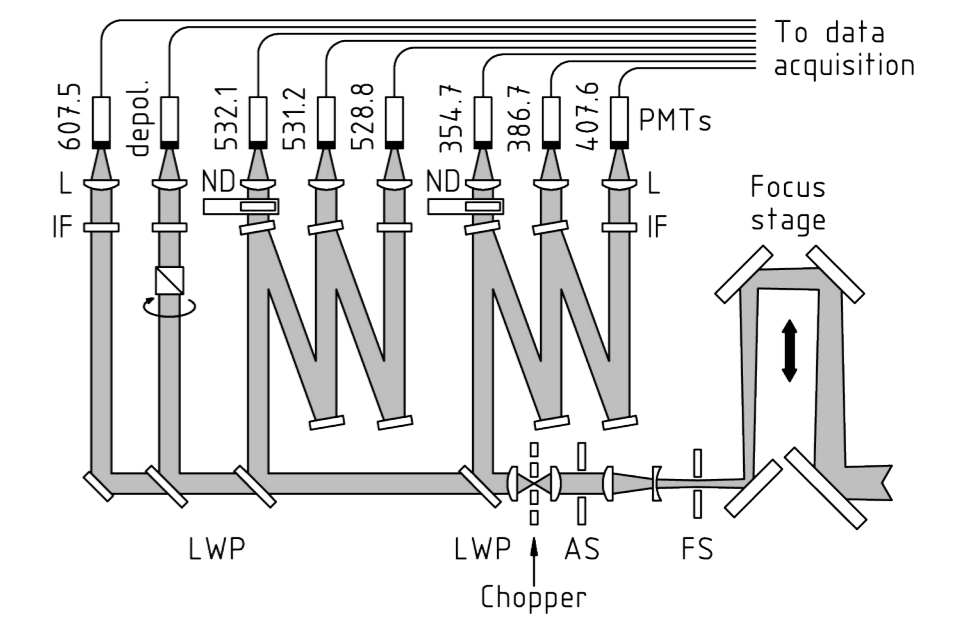 To data
acquisition
607.5
depol.
532.1
531.2
528.8
354.7
386.7
407.6
PMTs
L
ND
ND
L
IF
IF
Focus
stage
LWP
LWP
AS
FS
Chopper